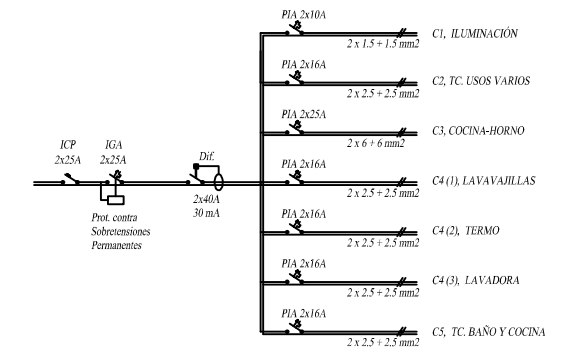 PIA 2x10A
C1, ILUMINACIÓN
2 x 1.5 + 1.5 mm2
PIA 2x16A
C2, TC. USOS VARIOS
2 x 2.5 + 2.5 mm2
PIA 2x25A
C3, COCINA-HORNO
2 x 6 + 6 mm2
ICP
2x25A
IGA
2x25A
Dif.
PIA 2x16A
C4 (1), LAVAVAJILLAS
2 x 2.5 + 2.5 mm2
2x40A
30 mA
Prot. contra
Sobretensiones
Permanentes
PIA 2x16A
C4 (2), TERMO
2 x 2.5 + 2.5 mm2
PIA 2x16A
C4 (3), LAVADORA
2 x 2.5 + 2.5 mm2
PIA 2x16A
C5, TC. BAÑO Y COCINA
2 x 2.5 + 2.5 mm2